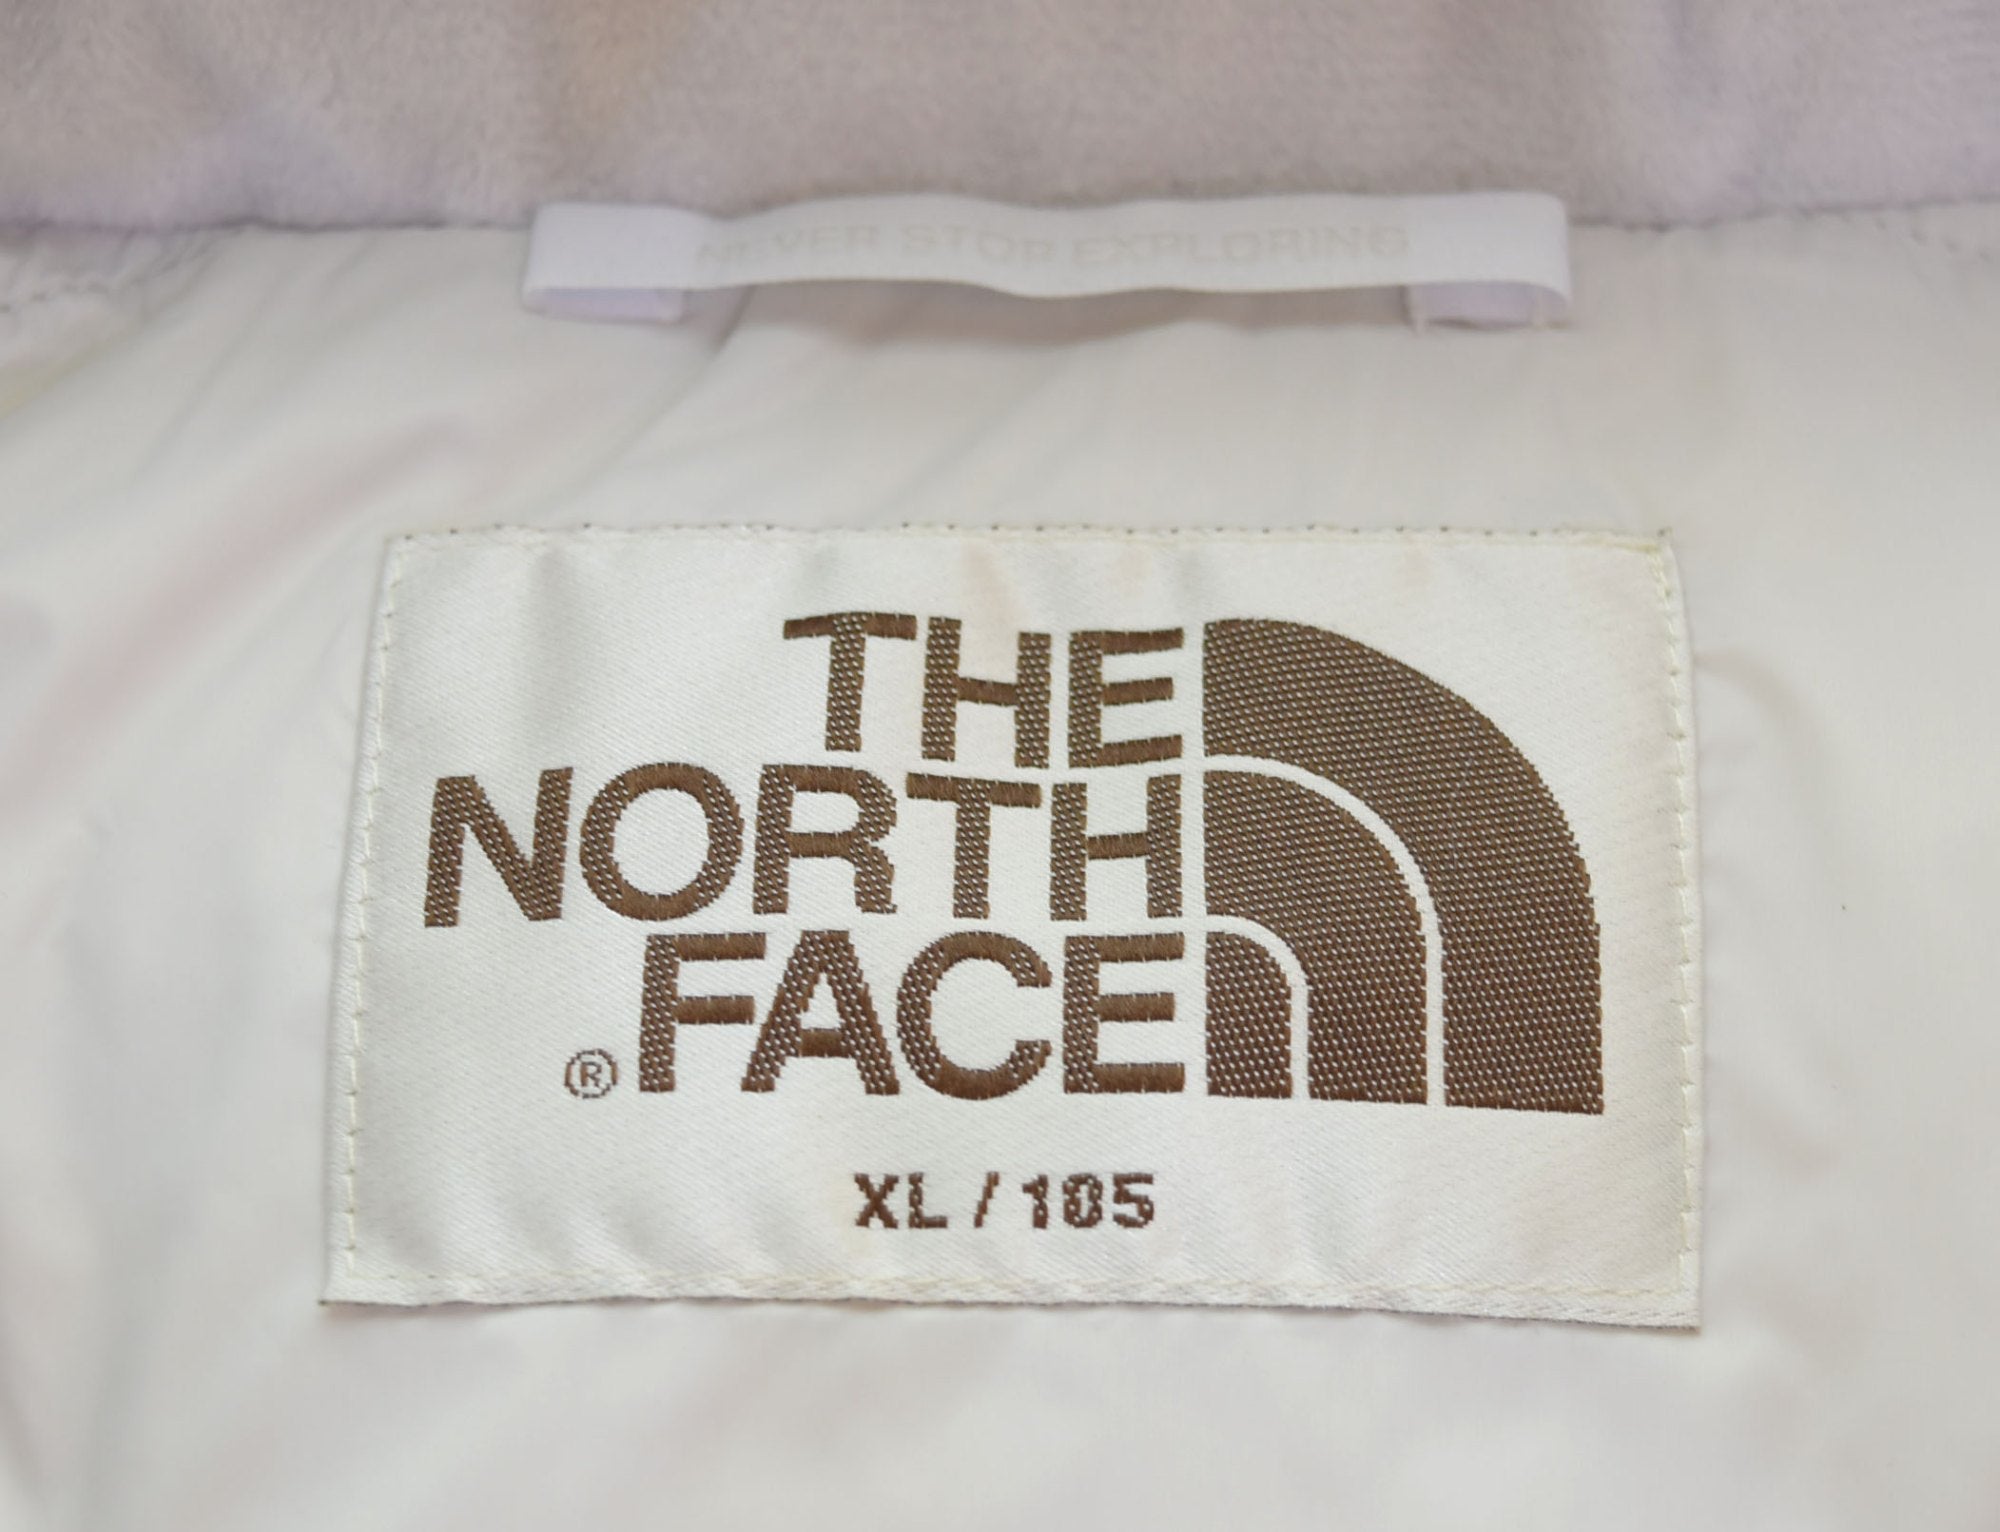 NEVER STOP EXPLORING
THE
NORTH
® FACE
XL / 105